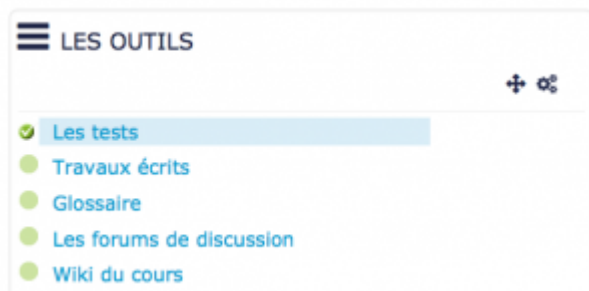 LES OUTILS
Les tests
Travaux écrits
Glossaire
Les forums de discussion
Wiki du cours